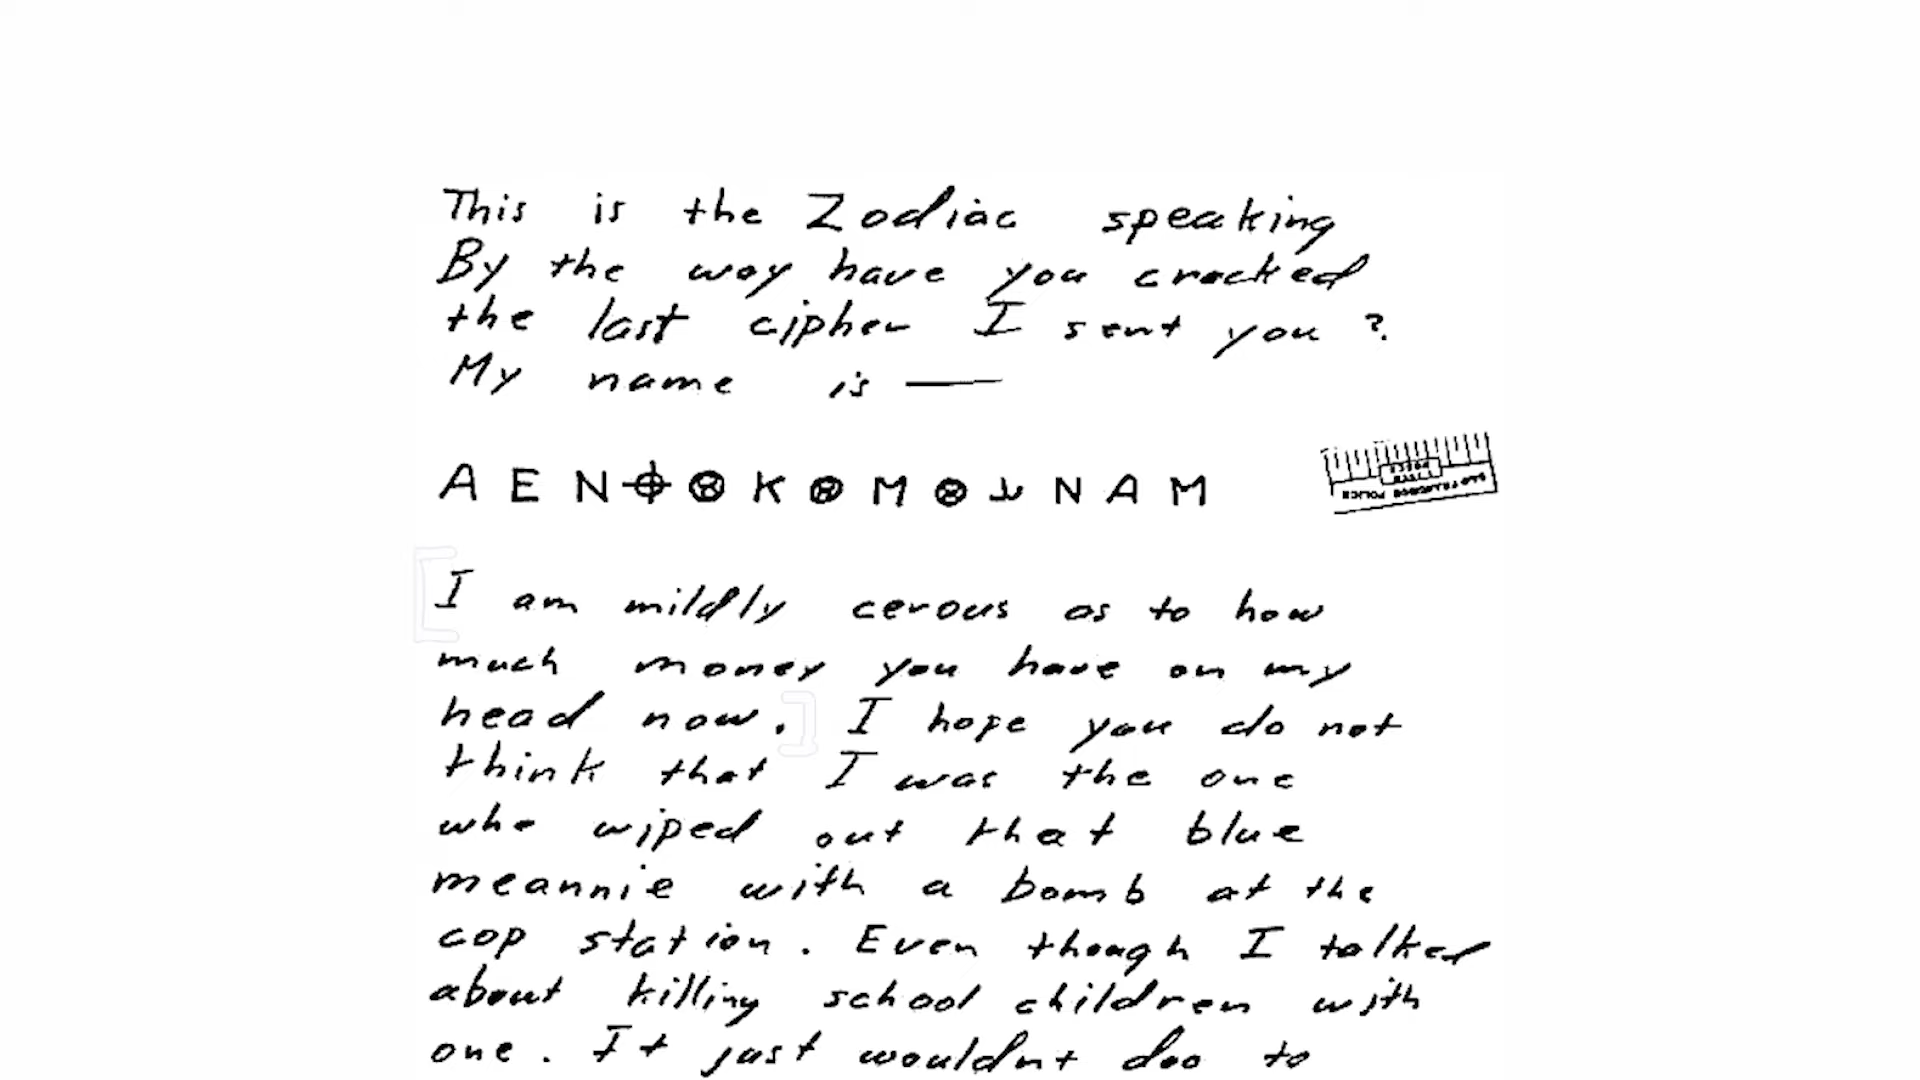 This is the Zodiac speaking
By the way have you cracked
the last cipher I sent you ?
My name is —
A E N ⌖ ⊗ K ⊗ M ⊗ N A M
I am mildly cerous as to how
much money you have on my
head now. I hope you do not
think that I was the one
who wiped out that blue
meannie with a bomb at the
cop station. Even though I talked
about killing school children with
one. It just wouldnt doo to
SAN FRANCISCO POLICE